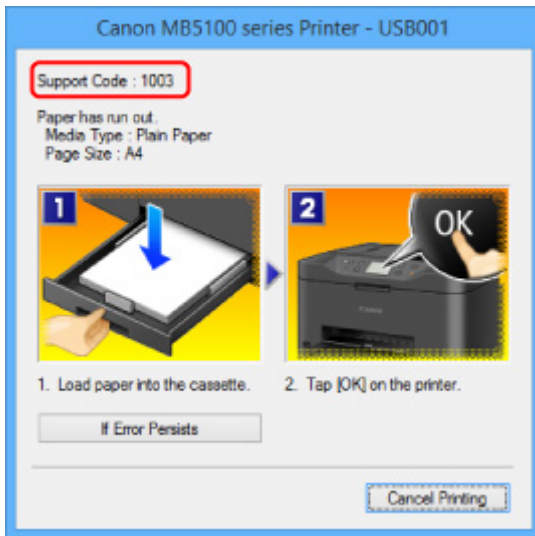 Canon MB5100 series Printer - USB001
Support Code : 1003
Paper has run out.
Media Type : Plain Paper
Page Size : A4
1
2
OK
Canon
1. Load paper into the cassette.
2. Tap [OK] on the printer.
If Error Persists
Cancel Printing